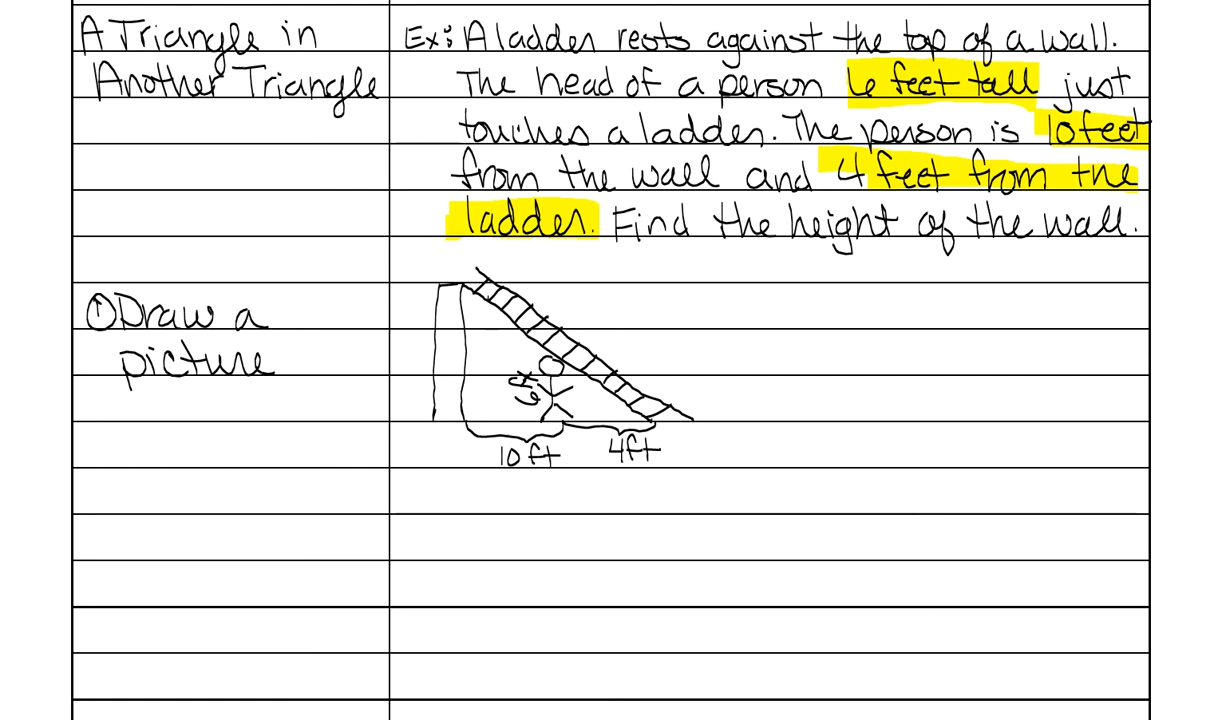 A Triangle in
Another Triangle
Ex: A ladder rests against the top of a wall.
The head of a person 6 feet tall just
touches a ladder. The person is 10 feet
from the wall and 4 feet from the
ladder. Find the height of the wall.
① Draw a
picture
6ft
10 ft
4ft